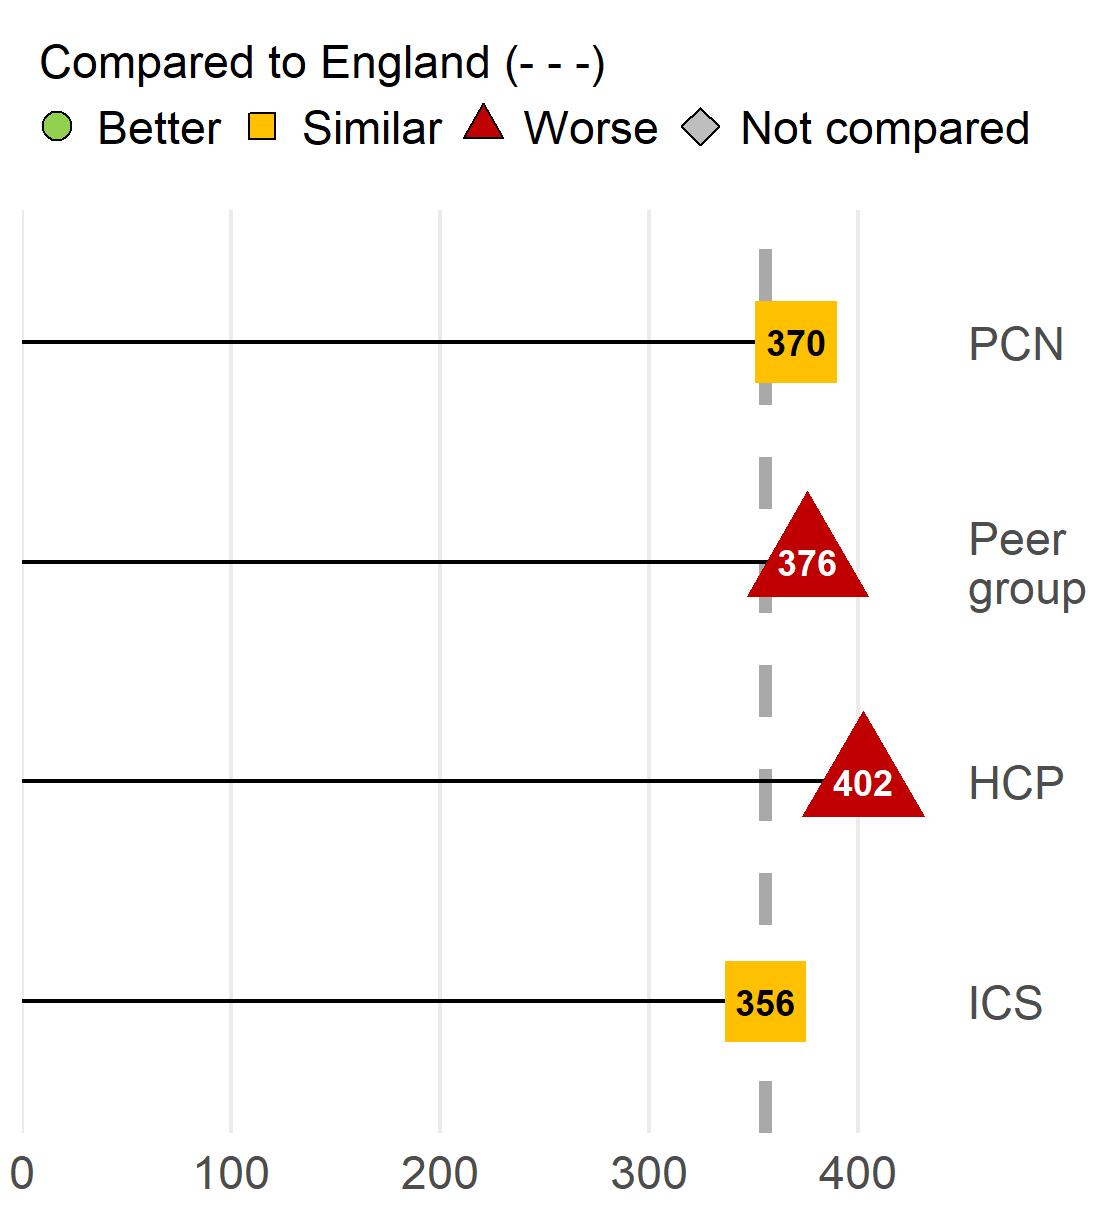 Compared to England (- - -)
Better Similar Worse Not compared
370 PCN
376 Peer
group
402 HCP
356 ICS
0 100 200 300 400